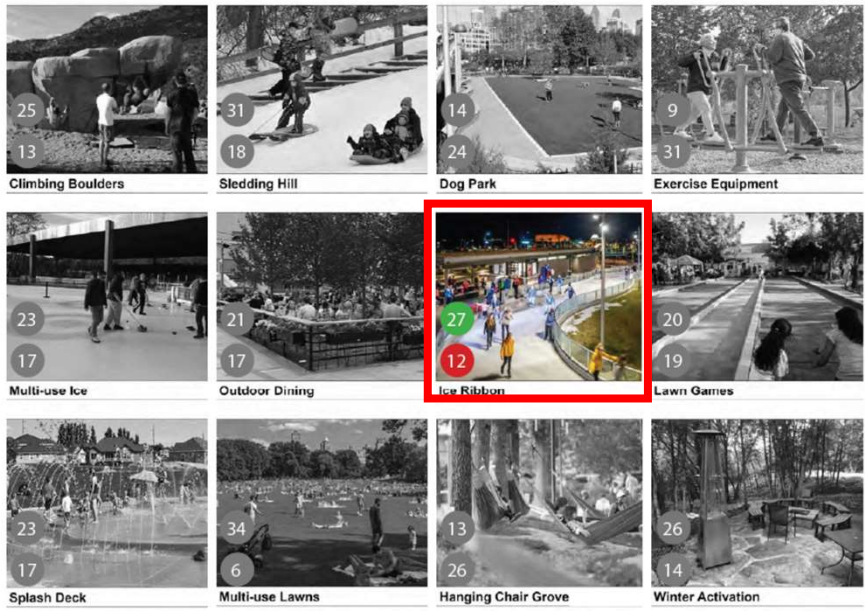 25
13
Climbing Boulders
31
18
Sledding Hill
14
24
Dog Park
9
31
Exercise Equipment
23
17
Multi-use Ice
21
17
Outdoor Dining
27
12
Ice Ribbon
20
19
Lawn Games
23
17
Splash Deck
34
6
Multi-use Lawns
13
26
Hanging Chair Grove
26
14
Winter Activation